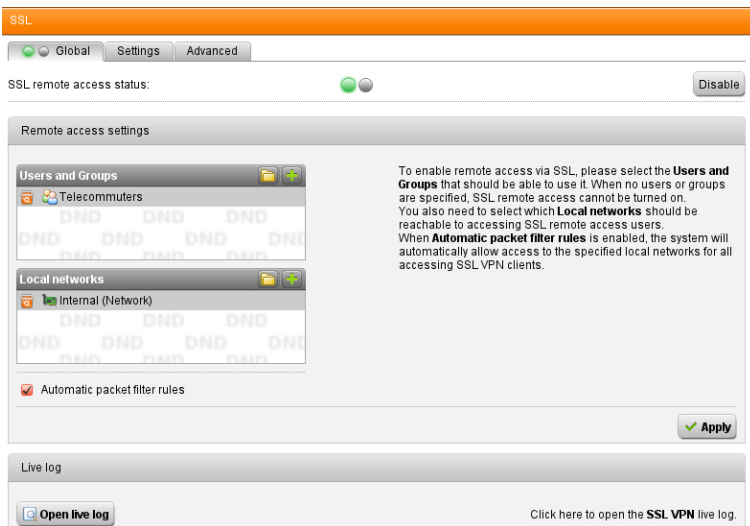 SSL
Global Settings Advanced
SSL remote access status: Disable
Remote access settings
Users and Groups
Telecommuters
DND DND DND
DND DND DND DND
DND DND DND
Local networks
Internal (Network)
DND DND DND
DND DND DND DND
DND DND DND
Automatic packet filter rules
To enable remote access via SSL, please select the Users and
Groups that should be able to use it. When no users or groups
are specified, SSL remote access cannot be turned on.
You also need to select which Local networks should be
reachable to accessing SSL remote access users.
When Automatic packet filter rules is enabled, the system will
automatically allow access to the specified local networks for all
accessing SSL VPN clients.
Apply
Live log
Open live log
Click here to open the SSL VPN live log.